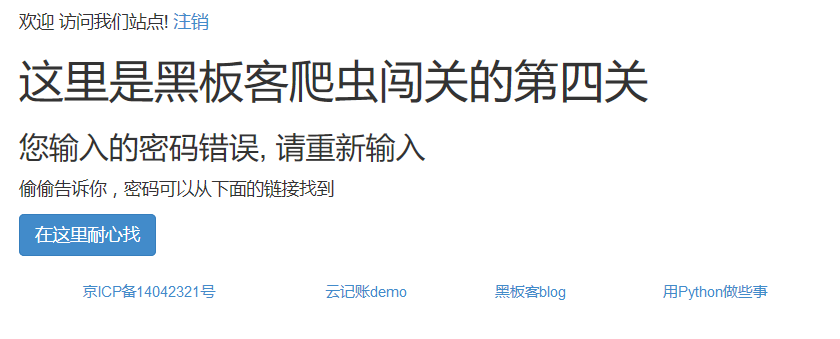 欢迎 访问我们站点! 注销
这里是黑板客爬虫闯关的第四关
您输入的密码错误, 请重新输入
偷偷告诉你，密码可以从下面的链接找到
在这里耐心找
京ICP备14042321号 云记账demo 黑板客blog 用Python做些事